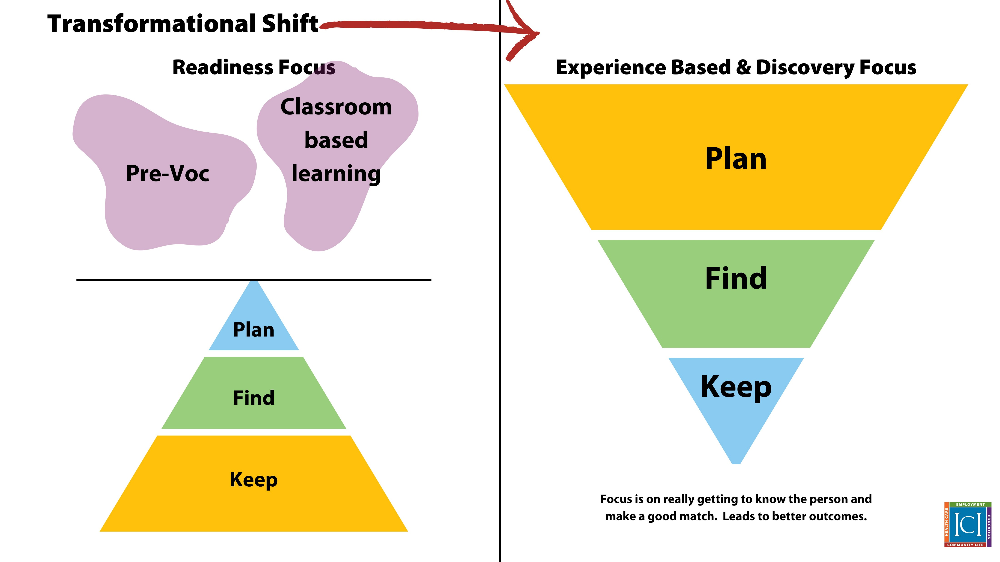 Transformational Shift
Readiness Focus
Pre-Voc
Classroom
based
learning
Plan
Find
Keep
Experience Based & Discovery Focus
Plan
Find
Keep
Focus is on really getting to know the person and
make a good match.  Leads to better outcomes.
EMPLOYMENT
HEALTH CARE
ICI
EDUCATION
COMMUNITY LIFE